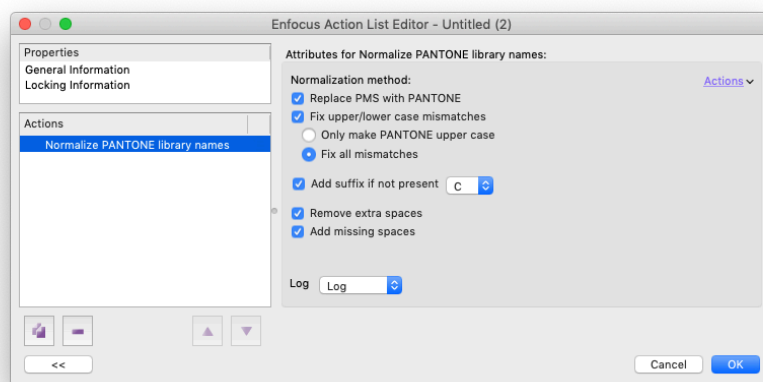 Enfocus Action List Editor - Untitled (2)
Properties
General Information
Locking Information
Actions
Normalize PANTONE library names
Attributes for Normalize PANTONE library names:
Normalization method:
Actions
Replace PMS with PANTONE
Fix upper/lower case mismatches
Only make PANTONE upper case
Fix all mismatches
Add suffix if not present C
Remove extra spaces
Add missing spaces
Log Log
<<
Cancel OK